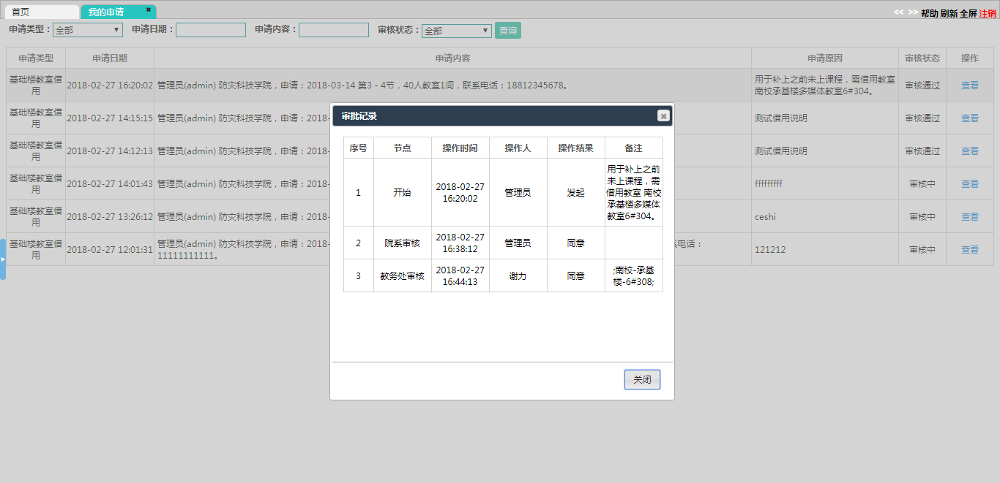 首页
我的申请
<< >> 帮助 刷新 全屏 注销
申请类型： 全部 申请日期： 申请内容： 审核状态： 全部 查询
申请类型 申请日期 申请内容 申请原因 审核状态 操作
基础楼教室借
用
2018-02-27 16:20:02
管理员(admin) 防灾科技学院，申请：2018-03-14 第3－4节，40人教室1间，联系电话：18812345678。
用于补上之前未上课程，需借用教室
南校承基楼多媒体教室6#304。
审核通过
查看
基础楼教室借
用
2018-02-27 14:15:15
管理员(admin) 防灾科技学院，申请：2018-
测试借用说明
审核通过
查看
基础楼教室借
用
2018-02-27 14:12:13
管理员(admin) 防灾科技学院，申请：2018-
测试借用说明
审核通过
查看
基础楼教室借
用
2018-02-27 14:01:43
管理员(admin) 防灾科技学院，申请：2018-
fffffffff
审核中
查看
基础楼教室借
用
2018-02-27 13:26:12
管理员(admin) 防灾科技学院，申请：2018-
ceshi
审核中
查看
基础楼教室借
用
2018-02-27 12:01:31
管理员(admin) 防灾科技学院，申请：2018-
系电话：
11111111111。
121212
审核中
查看
审批记录
序号 节点 操作时间 操作人 操作结果 备注
1
开始
2018-02-27
16:20:02
管理员
发起
用于补上之前
未上课程，需
借用教室 南校
承基楼多媒体
教室6#304。
2
院系审核
2018-02-27
16:38:12
管理员
同意
3
教务处审核
2018-02-27
16:44:13
谢力
同意
;南校-承基
楼-6#308;
关闭